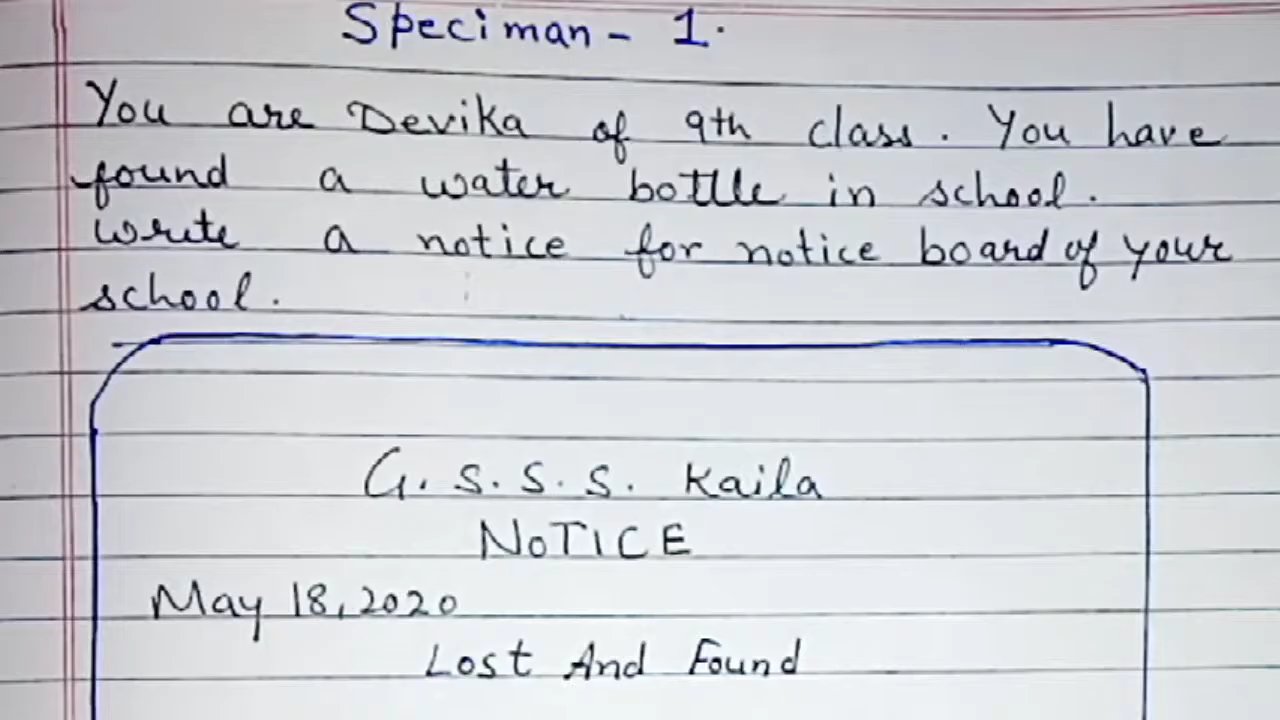 Speciman - 1.
You are Devika of 9th class. You have
found a water bottle in school.
Write a notice for notice board of your
school.
G. S. S. S. Kaila
NOTICE
May 18, 2020
Lost And Found